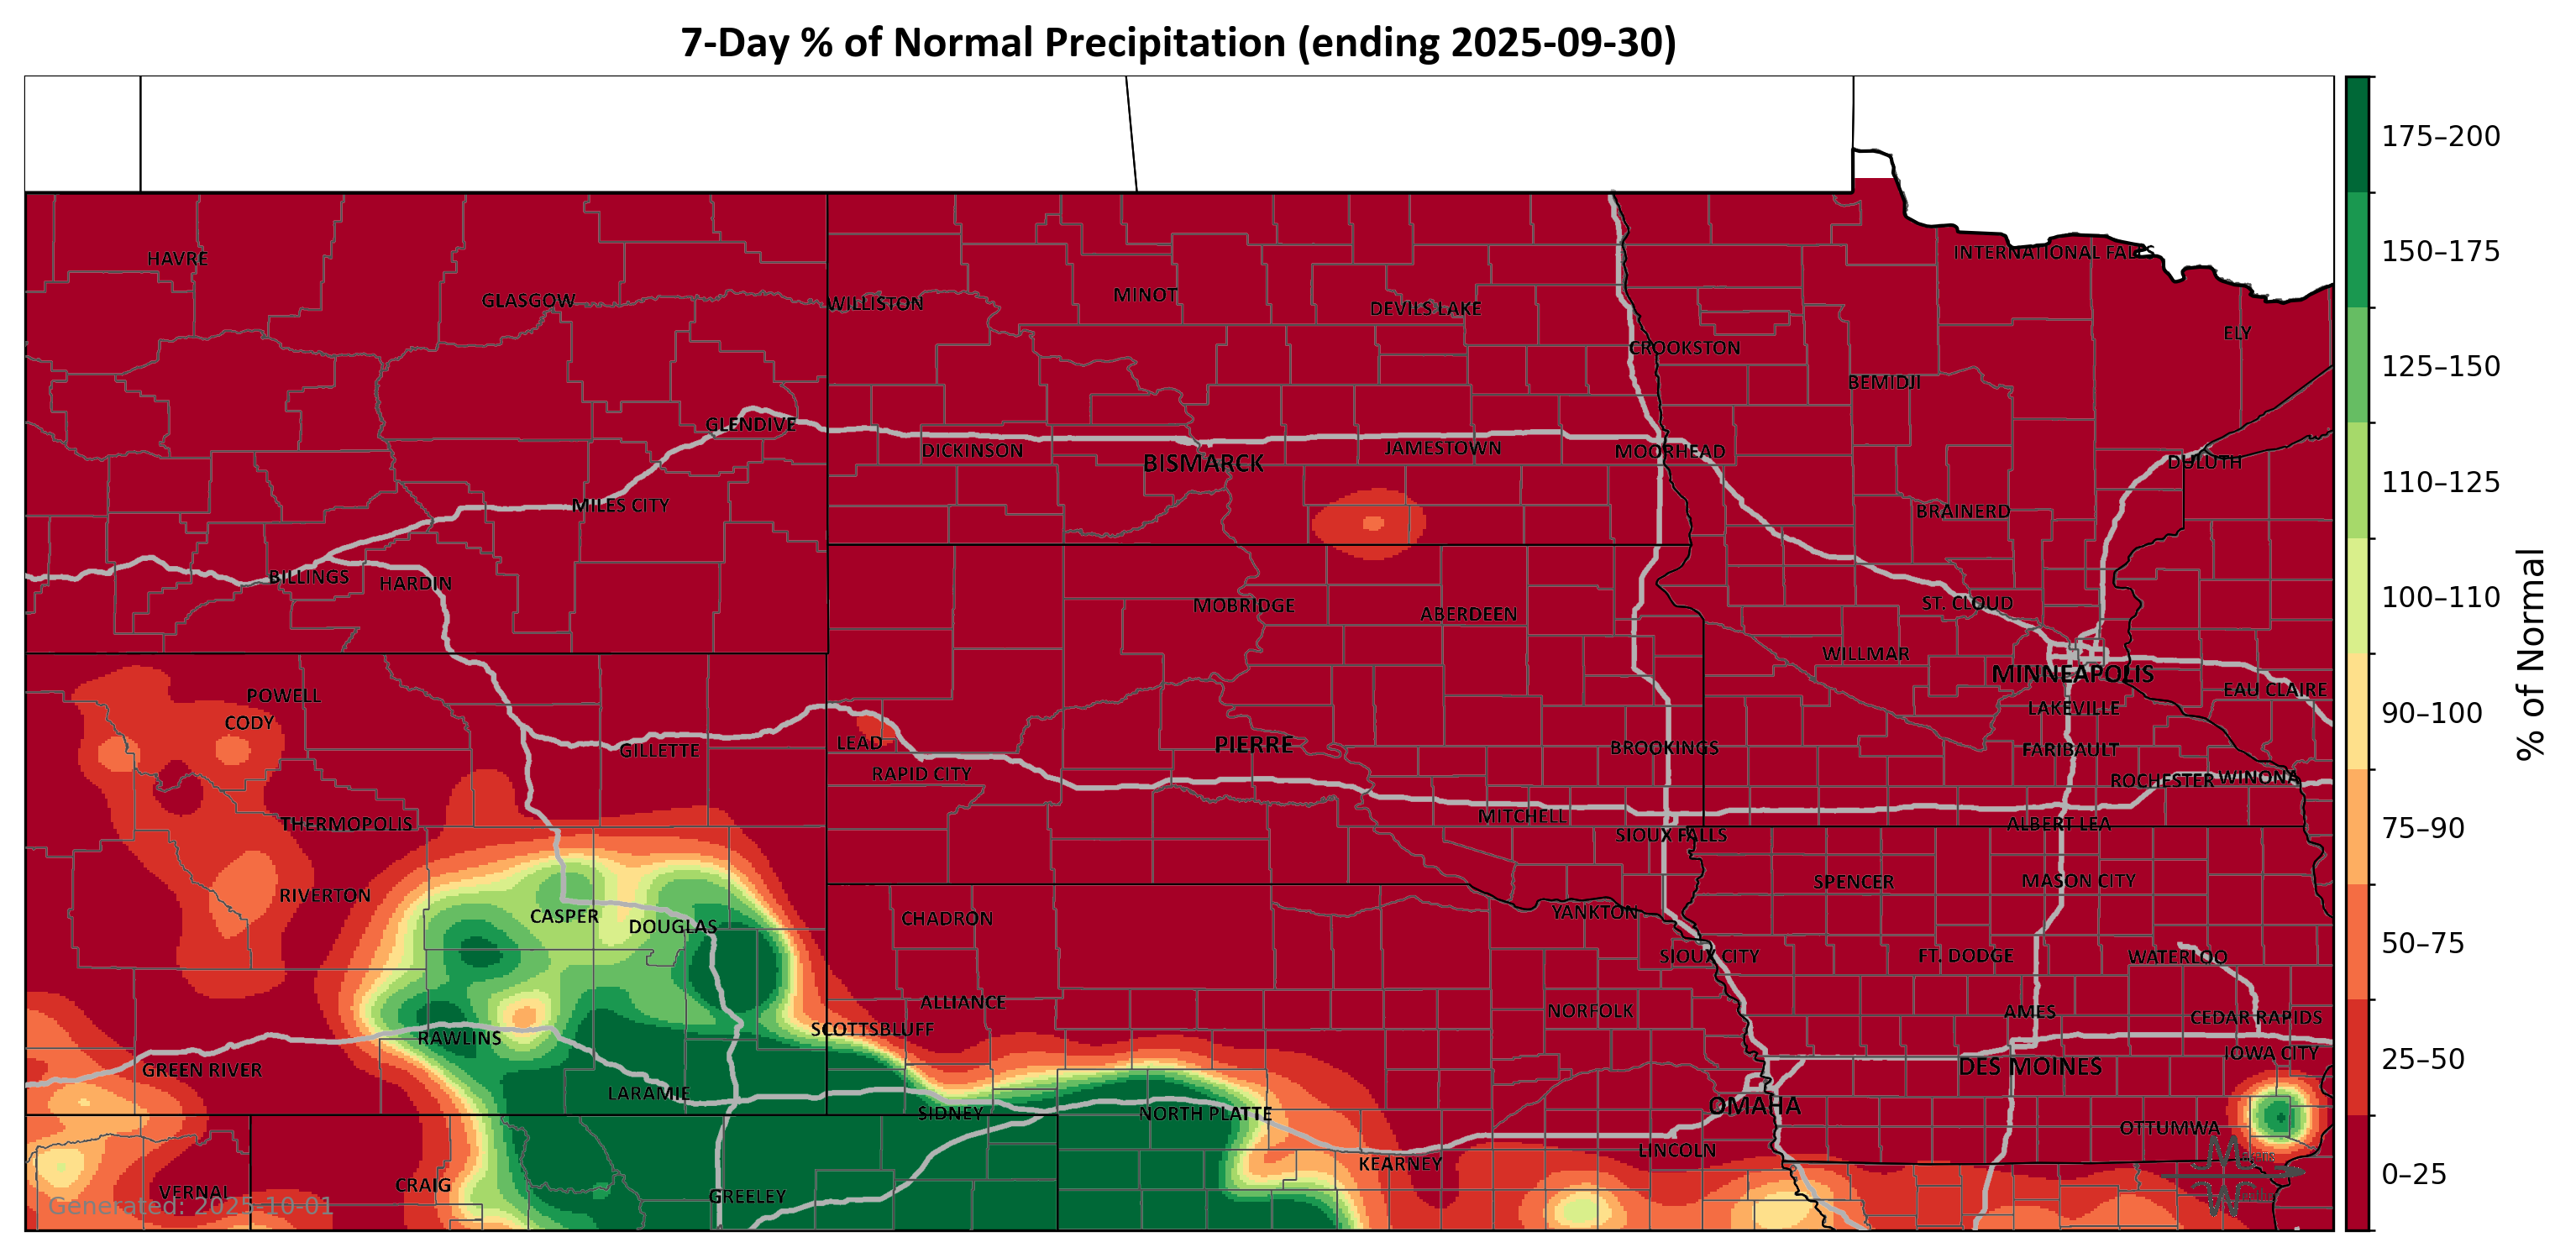 7-Day % of Normal Precipitation (ending 2025-09-30)
175–200
INTERNATIONAL FALLS
150–175
HAVRE
GLASGOW
WILLISTON
MINOT
DEVILS LAKE
ELY
CROOKSTON
125–150
BEMIDJI
GLENDIVE
DICKINSON
BISMARCK
JAMESTOWN
MOORHEAD
DULUTH
110–125
MILES CITY
BRAINERD
BILLINGS
HARDIN
MOBRIDGE
ABERDEEN
ST. CLOUD
100–110
WILLMAR
MINNEAPOLIS
% of Normal
POWELL
EAU CLAIRE
CODY
LAKEVILLE
90–100
GILLETTE
LEAD
PIERRE
BROOKINGS
FARIBAULT
RAPID CITY
ROCHESTER
WINONA
THERMOPOLIS
MITCHELL
SIOUX FALLS
ALBERT LEA
75–90
RIVERTON
SPENCER
MASON CITY
CASPER
DOUGLAS
CHADRON
YANKTON
50–75
SIOUX CITY
FT. DODGE
WATERLOO
ALLIANCE
NORFOLK
AMES
CEDAR RAPIDS
RAWLINS
SCOTTSBLUFF
GREEN RIVER
DES MOINES
IOWA CITY
25–50
LARAMIE
SIDNEY
NORTH PLATTE
OMAHA
OTTUMWA
KEARNEY
LINCOLN
VERNAL
CRAIG
GREELEY
0–25
Generated: 2025-10-01